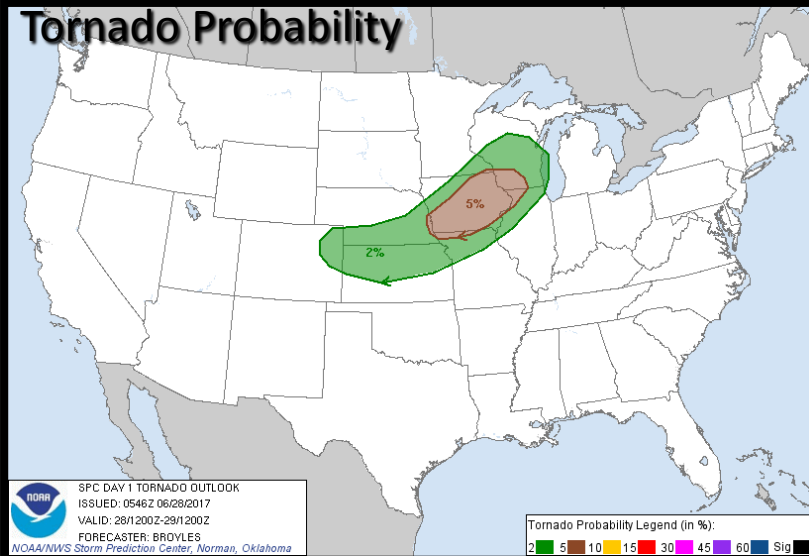 Tornado Probability
5%
2%
NOAA
SPC DAY 1 TORNADO OUTLOOK
ISSUED: 0546Z 06/28/2017
VALID: 28/1200Z-29/1200Z
FORECASTER: BROYLES
NOAA/NWS Storm Prediction Center, Norman, Oklahoma
Tornado Probability Legend (in %):
2 5 10 15 30 45 60 Sig